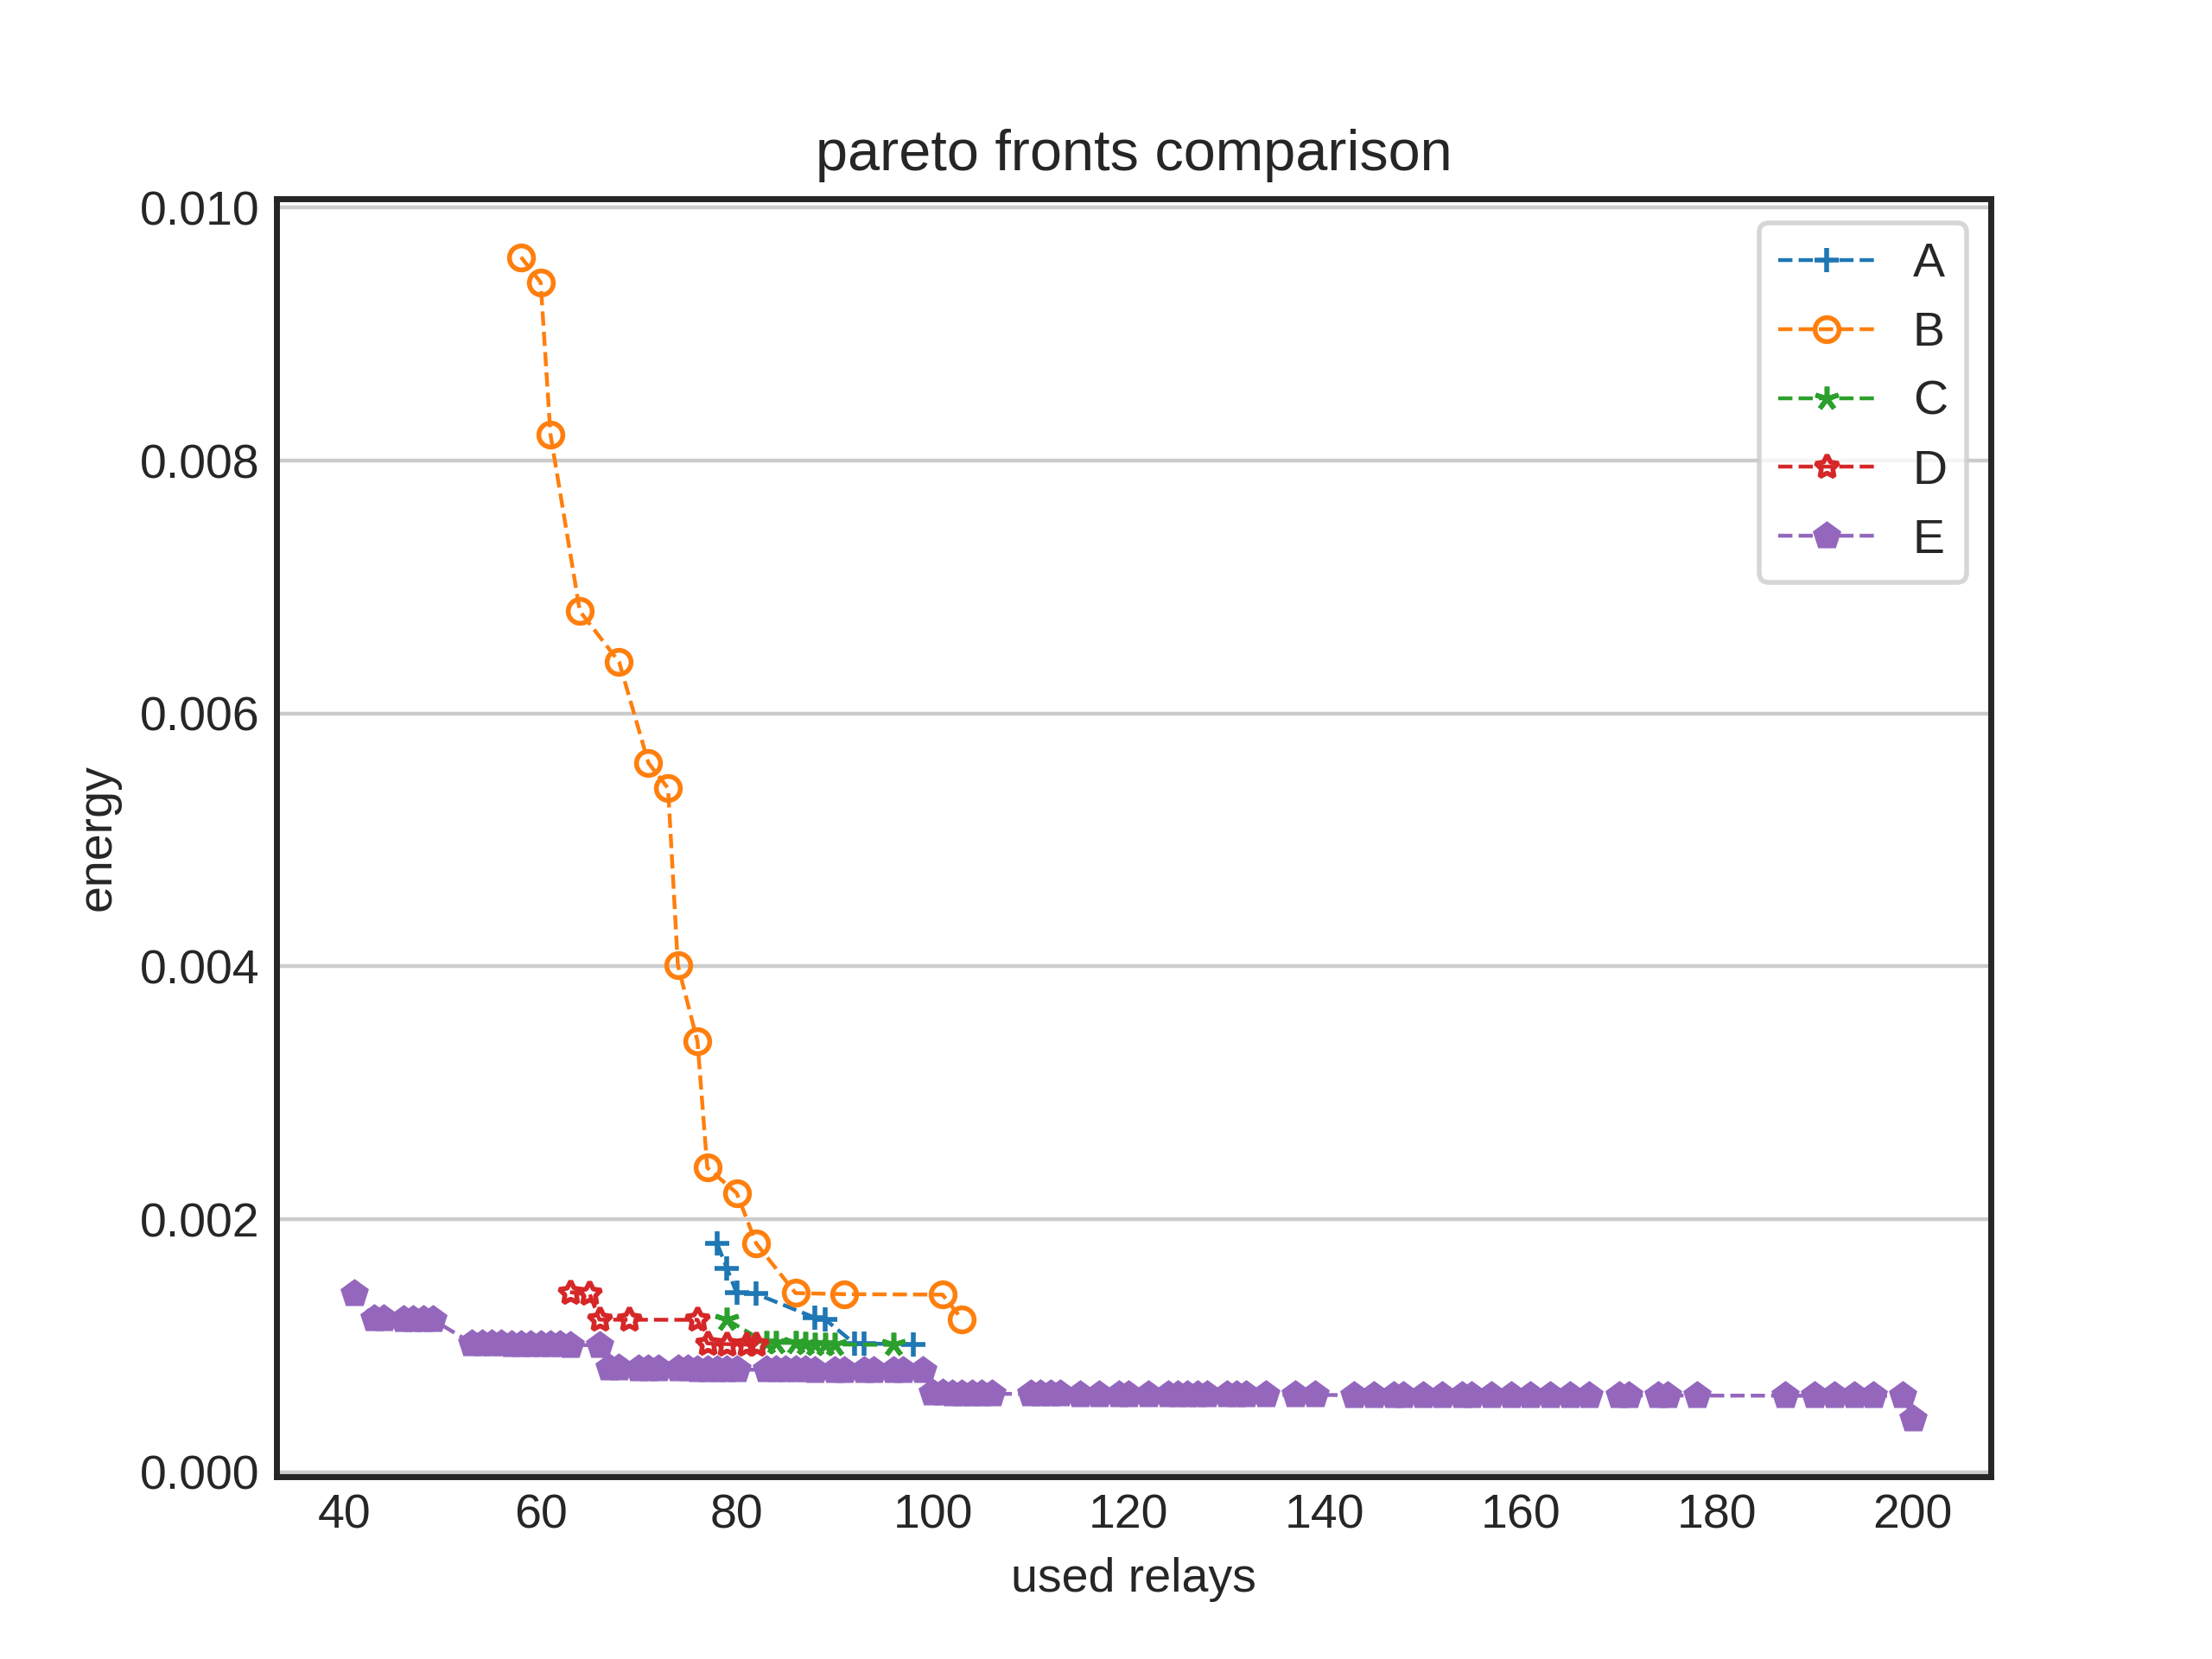 pareto fronts comparison
0.010
0.008
0.006
0.004
0.002
0.000
energy
40 60 80 100 120 140 160 180 200
used relays
A
B
C
D
E